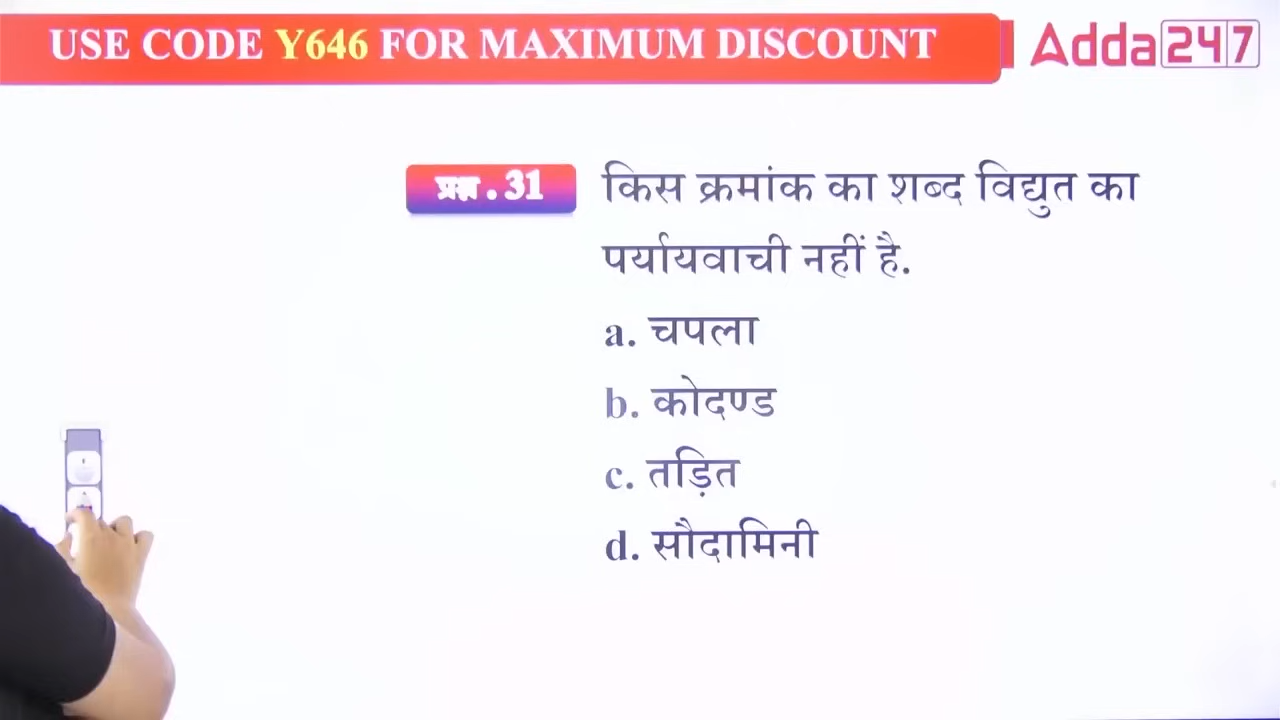 USE CODE Y646 FOR MAXIMUM DISCOUNT
Adda247
प्रश्न . 31 किस क्रमांक का शब्द विद्युत का
पर्यायवाची नहीं है.
a. चपला
b. कोदण्ड
c. तड़ित
d. सौदामिनी